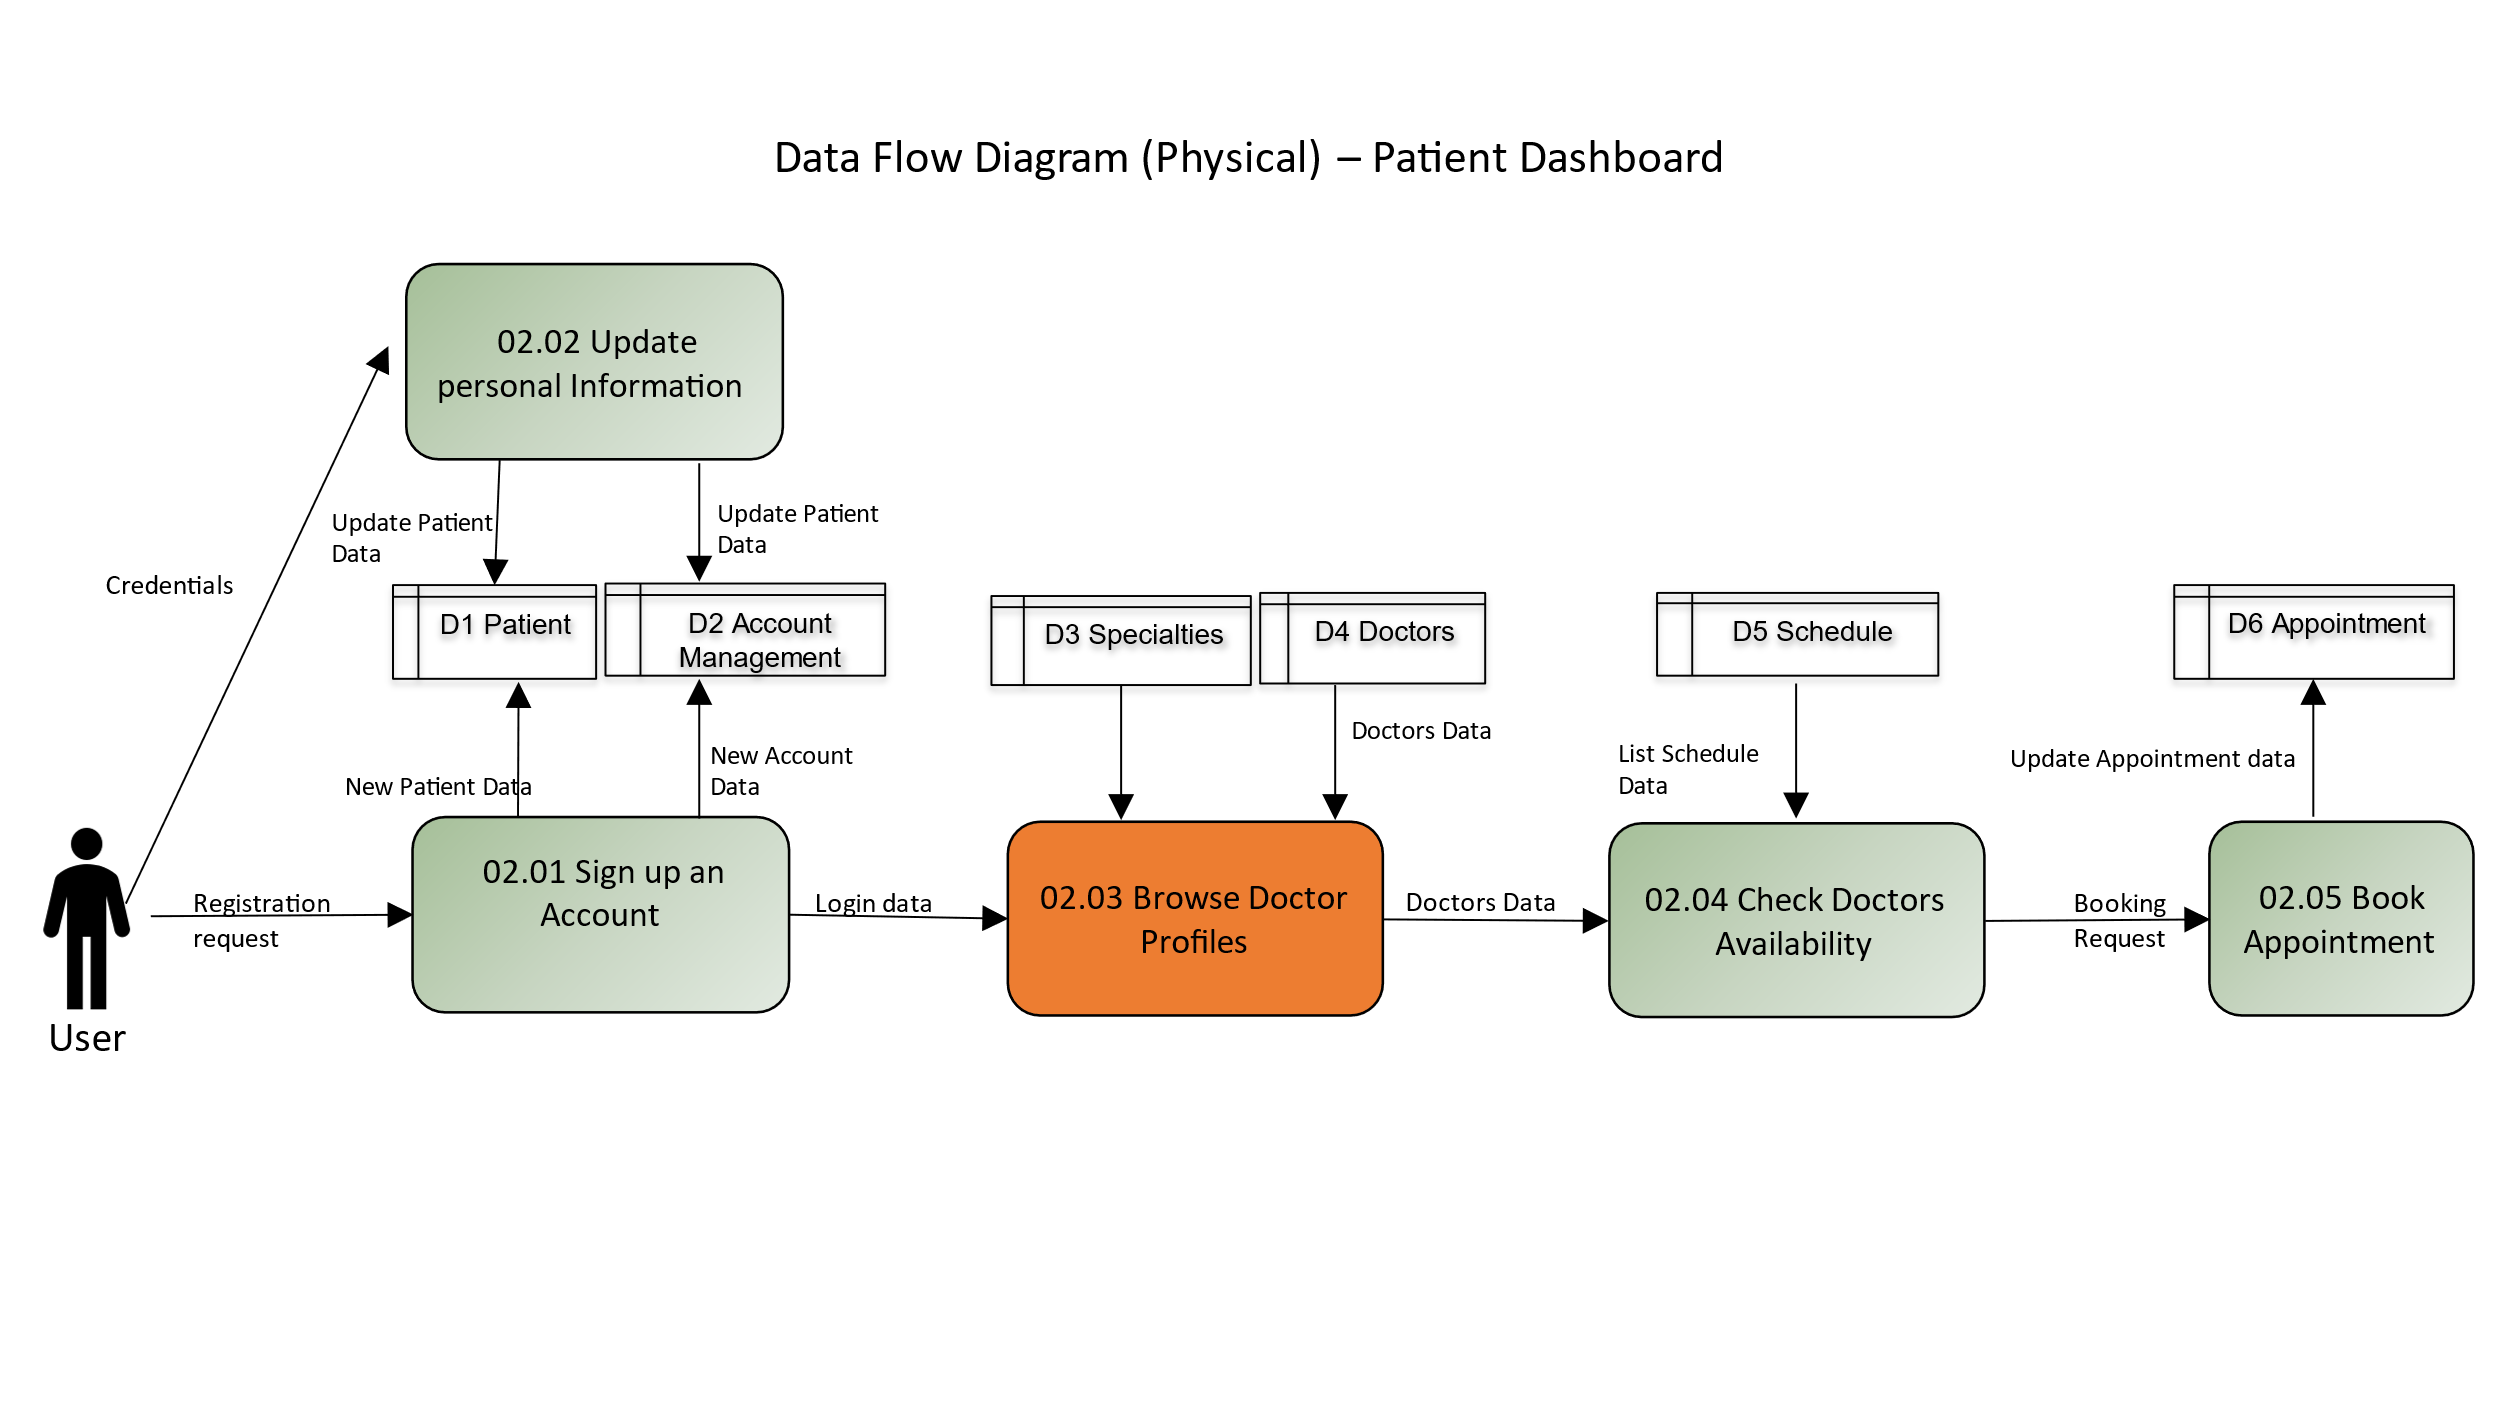 Data Flow Diagram (Physical) – Patient Dashboard
02.02 Update
personal Information
Update Patient
Data
Update Patient
Data
Credentials
D1 Patient
D2 Account
Management
D3 Specialties
D4 Doctors
D5 Schedule
D6 Appointment
New Patient Data
New Account
Data
Doctors Data
List Schedule
Data
Update Appointment data
User
Registration
request
02.01 Sign up an
Account
Login data
02.03 Browse Doctor
Profiles
Doctors Data
02.04 Check Doctors
Availability
Booking
Request
02.05 Book
Appointment